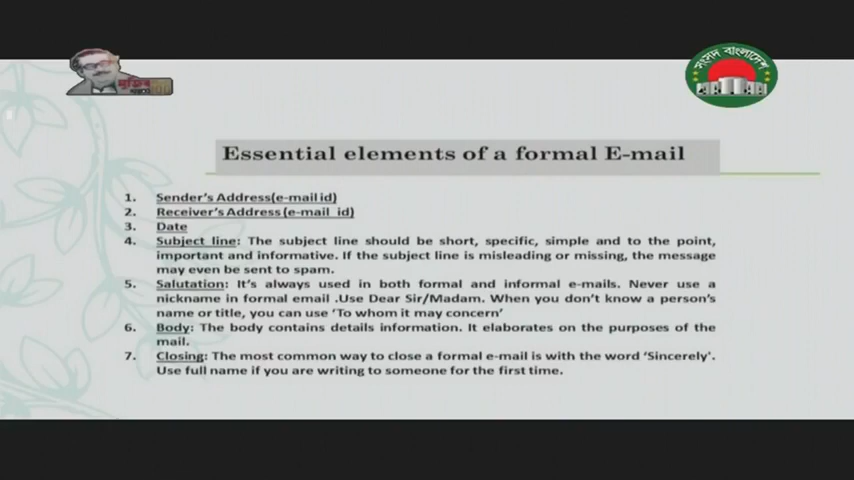 সংসদ বাংলাদেশ
মুজিব
Essential elements of a formal E-mail
1. Sender's Address(e-mail id)
2. Receiver's Address (e-mail id)
3. Date
4. Subject line: The subject line should be short, specific, simple and to the point,
important and informative. If the subject line is misleading or missing, the message
may even be sent to spam.
5. Salutation: It's always used in both formal and informal e-mails. Never use a
nickname in formal email .Use Dear Sir/Madam. When you don't know a person's
name or title, you can use 'To whom it may concern'
6. Body: The body contains details information. It elaborates on the purposes of the
mail.
7. Closing: The most common way to close a formal e-mail is with the word 'Sincerely'.
Use full name if you are writing to someone for the first time.